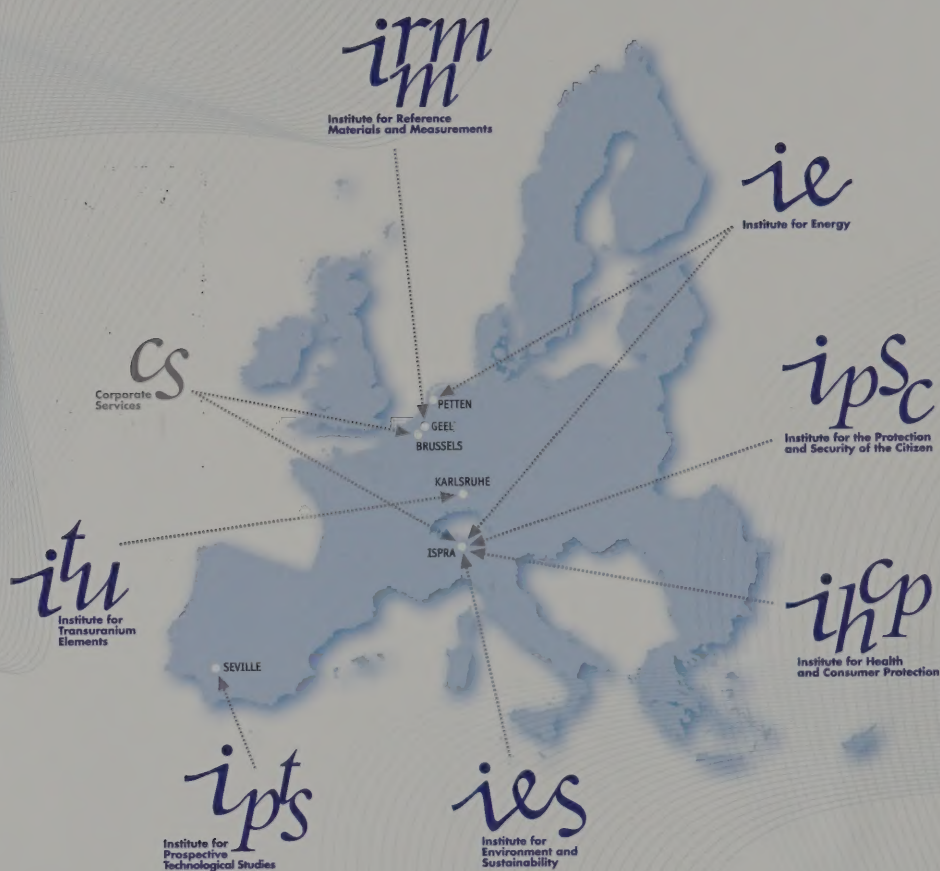 irmm
Institute for Reference
Materials and Measurements
ie
Institute for Energy
cs
Corporate
Services
ipsc
Institute for the Protection
and Security of the Citizen
PETTEN
GEEL
BRUSSELS
KARLSRUHE
ISPRA
itu
Institute for
Transuranium
Elements
ihcp
Institute for Health
and Consumer Protection
SEVILLE
ipts
Institute for
Prospective
Technological Studies
ies
Institute for
Environment and
Sustainability